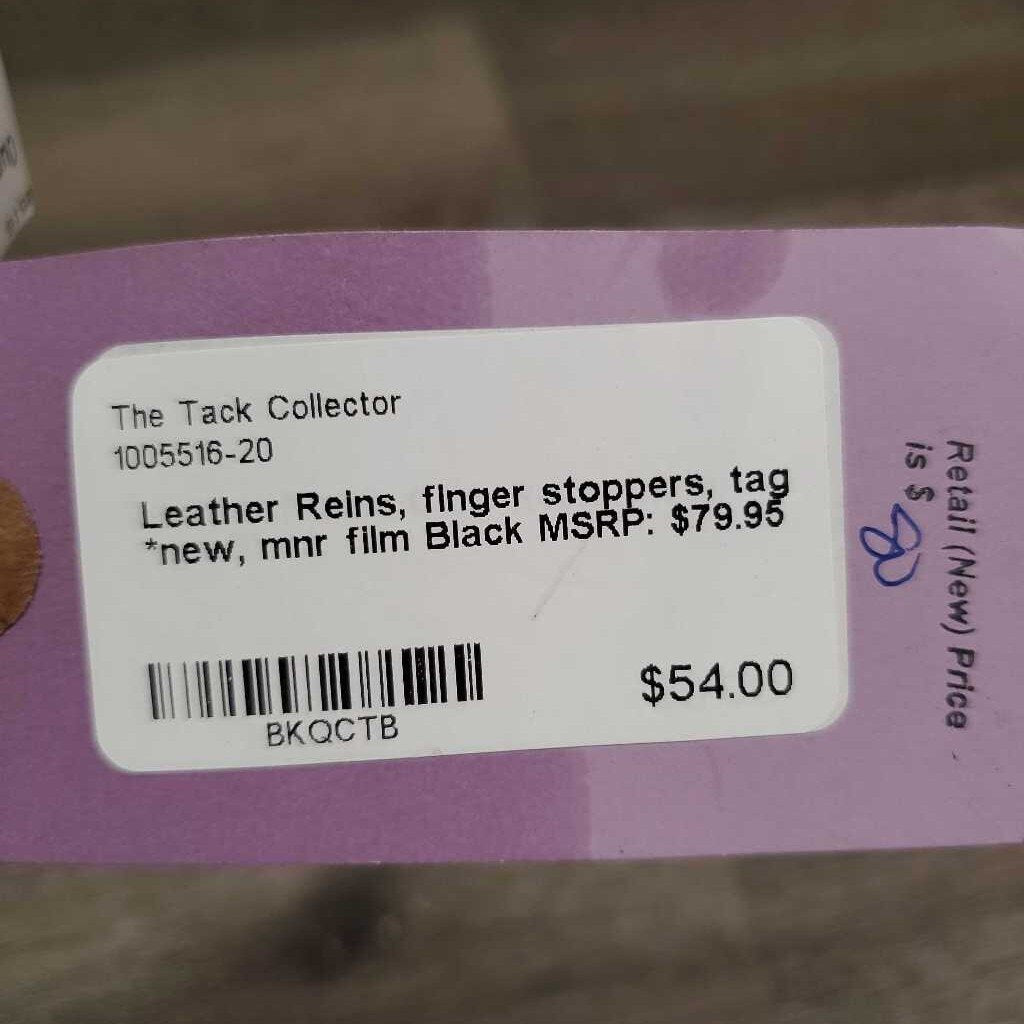 The Tack Collector
1005516-20
Leather Reins, finger stoppers, tag
*new, mnr film Black MSRP: $79.95
BKQCTB
$54.00
Retail (New) Price
is $ 80